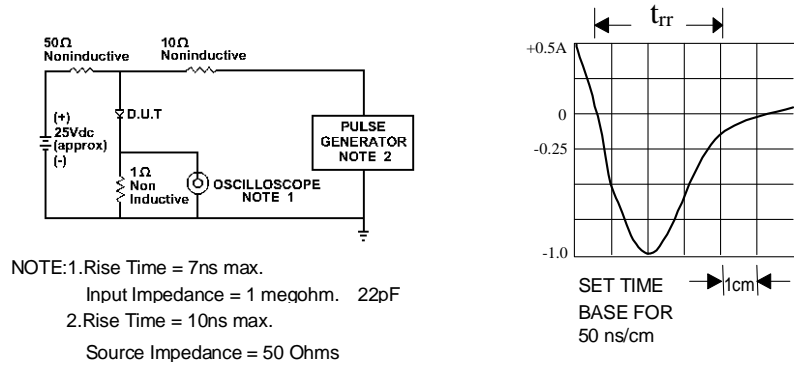 50Ω
Noninductive
10Ω
Noninductive
(+)
25Vdc
(approx)
(-)
D.U.T
1Ω
Non
Inductive
OSCILLOSCOPE
NOTE 1
PULSE
GENERATOR
NOTE 2
NOTE:1.Rise Time = 7ns max.
Input Impedance = 1 megohm. 22pF
2.Rise Time = 10ns max.
Source Impedance = 50 Ohms
trr
+0.5A
0
-0.25
-1.0
SET TIME
BASE FOR
50 ns/cm
1cm